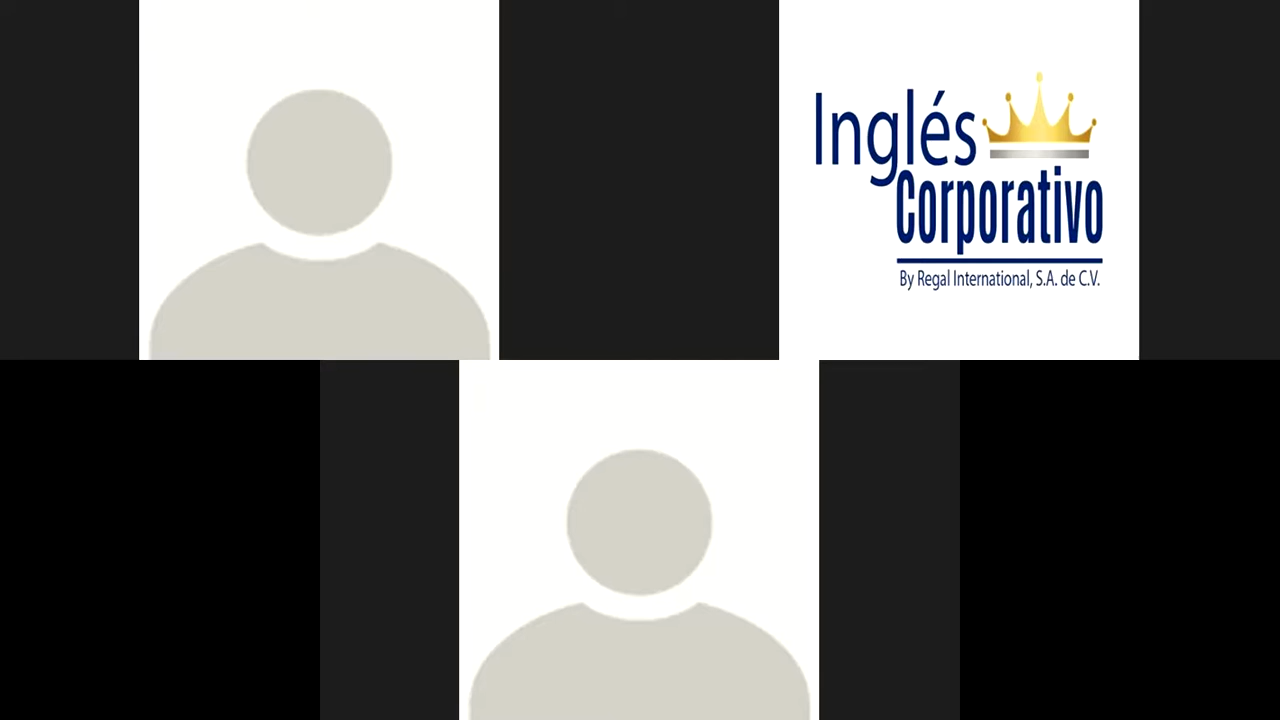 Inglés
Corporativo
By Regal International, S.A. de C.V.